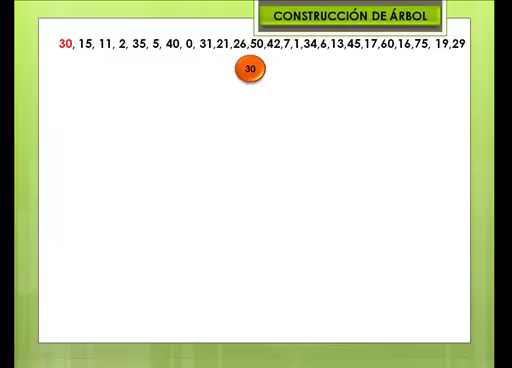 CONSTRUCCIÓN DE ÁRBOL
30, 15, 11, 2, 35, 5, 40, 0, 31,21,26,50,42,7,1,34,6,13,45,17,60,16,75, 19,29
30